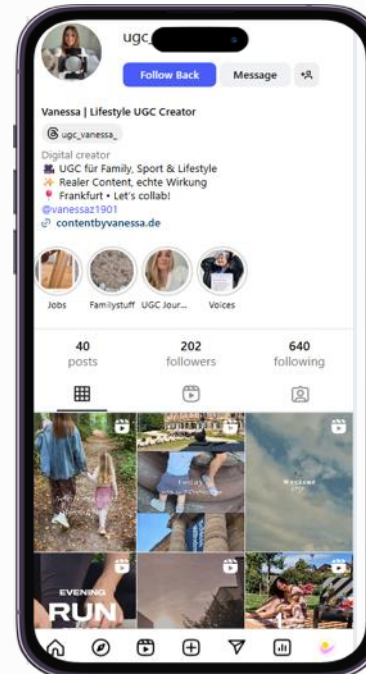 ugc_
Follow Back Message
Vanessa | Lifestyle UGC Creator
ugc_vanessa_
Digital creator
🎥 UGC für Family, Sport & Lifestyle
✨ Realer Content, echte Wirkung
📍 Frankfurt • Let's collab!
@vanessaz1901
contentbyvanessa.de
Jobs Familystuff UGC Jour... Voices
40 202 640
posts followers following
EVENING
RUN